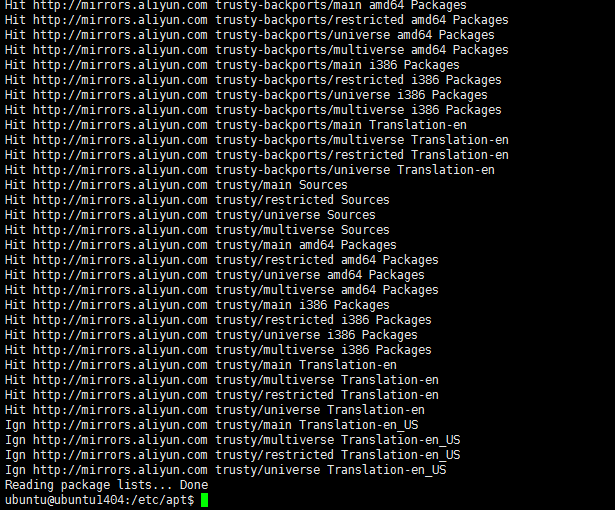 Hit http://mirrors.aliyun.com trusty-backports/main amd64 Packages
Hit http://mirrors.aliyun.com trusty-backports/restricted amd64 Packages
Hit http://mirrors.aliyun.com trusty-backports/universe amd64 Packages
Hit http://mirrors.aliyun.com trusty-backports/multiverse amd64 Packages
Hit http://mirrors.aliyun.com trusty-backports/main i386 Packages
Hit http://mirrors.aliyun.com trusty-backports/restricted i386 Packages
Hit http://mirrors.aliyun.com trusty-backports/universe i386 Packages
Hit http://mirrors.aliyun.com trusty-backports/multiverse i386 Packages
Hit http://mirrors.aliyun.com trusty-backports/main Translation-en
Hit http://mirrors.aliyun.com trusty-backports/multiverse Translation-en
Hit http://mirrors.aliyun.com trusty-backports/restricted Translation-en
Hit http://mirrors.aliyun.com trusty-backports/universe Translation-en
Hit http://mirrors.aliyun.com trusty/main Sources
Hit http://mirrors.aliyun.com trusty/restricted Sources
Hit http://mirrors.aliyun.com trusty/universe Sources
Hit http://mirrors.aliyun.com trusty/multiverse Sources
Hit http://mirrors.aliyun.com trusty/main amd64 Packages
Hit http://mirrors.aliyun.com trusty/restricted amd64 Packages
Hit http://mirrors.aliyun.com trusty/universe amd64 Packages
Hit http://mirrors.aliyun.com trusty/multiverse amd64 Packages
Hit http://mirrors.aliyun.com trusty/main i386 Packages
Hit http://mirrors.aliyun.com trusty/restricted i386 Packages
Hit http://mirrors.aliyun.com trusty/universe i386 Packages
Hit http://mirrors.aliyun.com trusty/multiverse i386 Packages
Hit http://mirrors.aliyun.com trusty/main Translation-en
Hit http://mirrors.aliyun.com trusty/multiverse Translation-en
Hit http://mirrors.aliyun.com trusty/restricted Translation-en
Hit http://mirrors.aliyun.com trusty/universe Translation-en
Ign http://mirrors.aliyun.com trusty/main Translation-en_US
Ign http://mirrors.aliyun.com trusty/multiverse Translation-en_US
Ign http://mirrors.aliyun.com trusty/restricted Translation-en_US
Ign http://mirrors.aliyun.com trusty/universe Translation-en_US
Reading package lists... Done
ubuntu@ubuntu1404:/etc/apt$